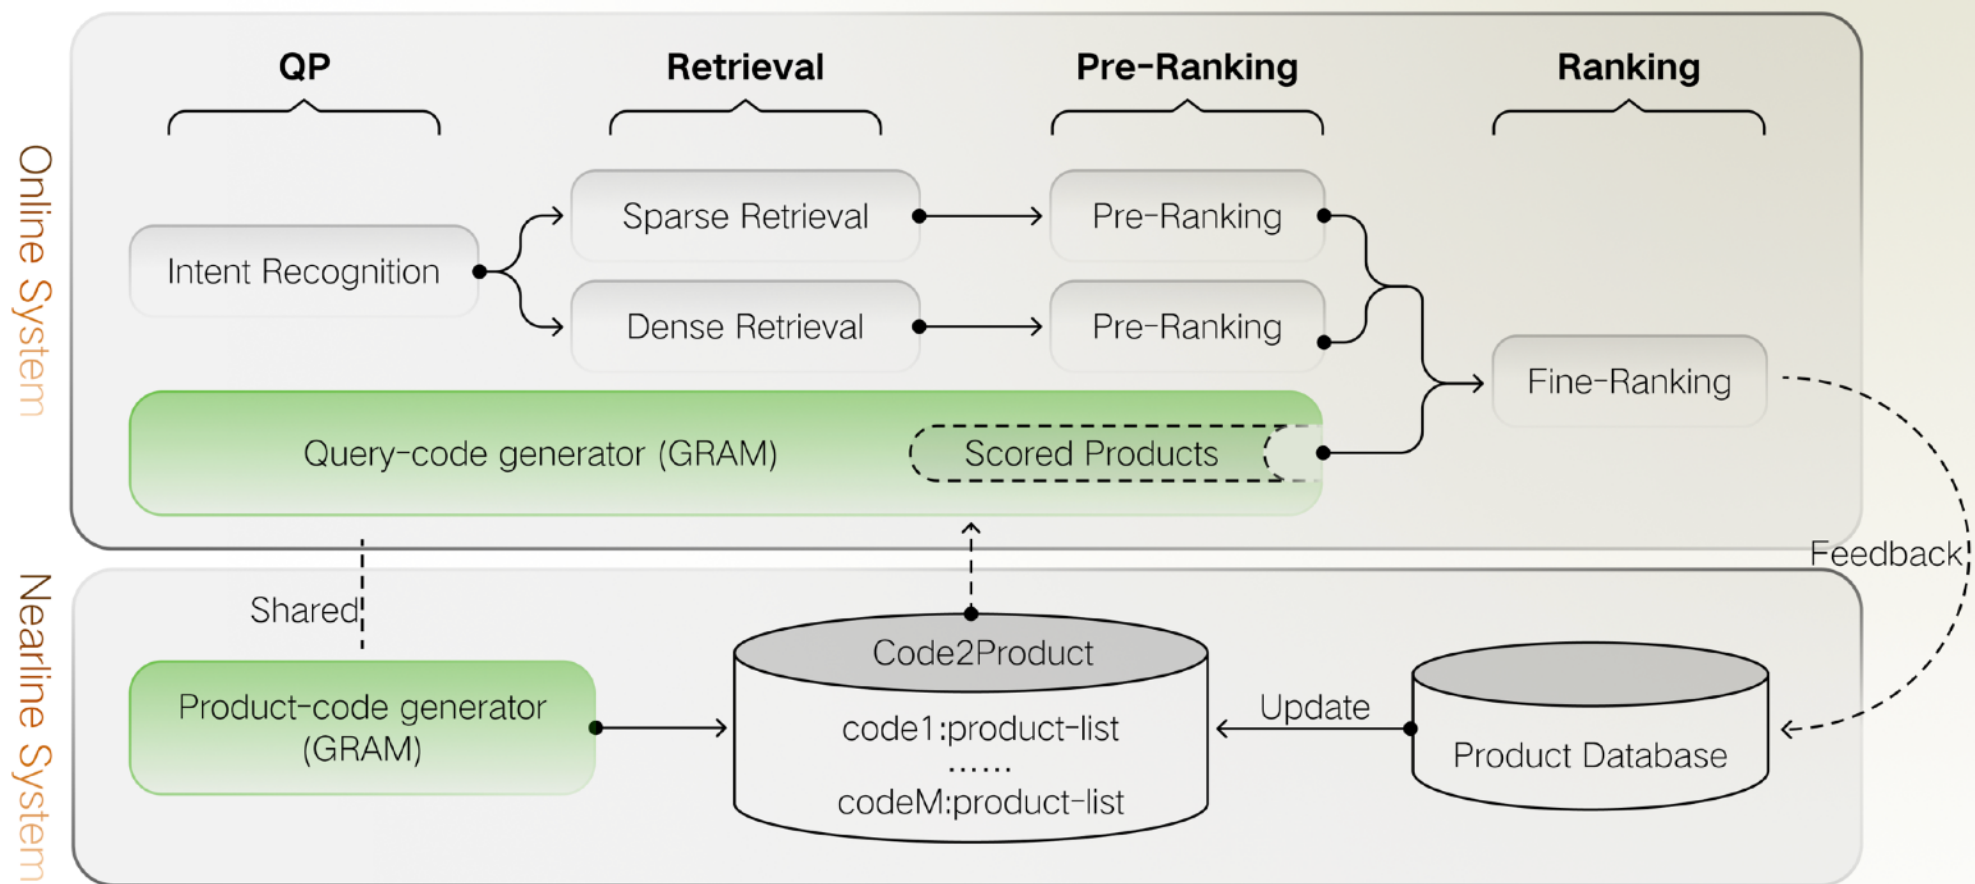 QP
Retrieval
Pre-Ranking
Ranking
Online System
Intent Recognition
Sparse Retrieval
Pre-Ranking
Dense Retrieval
Pre-Ranking
Fine-Ranking
Query-code generator (GRAM)
Scored Products
Feedback
Nearline System
Shared
Product-code generator
(GRAM)
Code2Product
code1:product-list
......
codeM:product-list
Update
Product Database